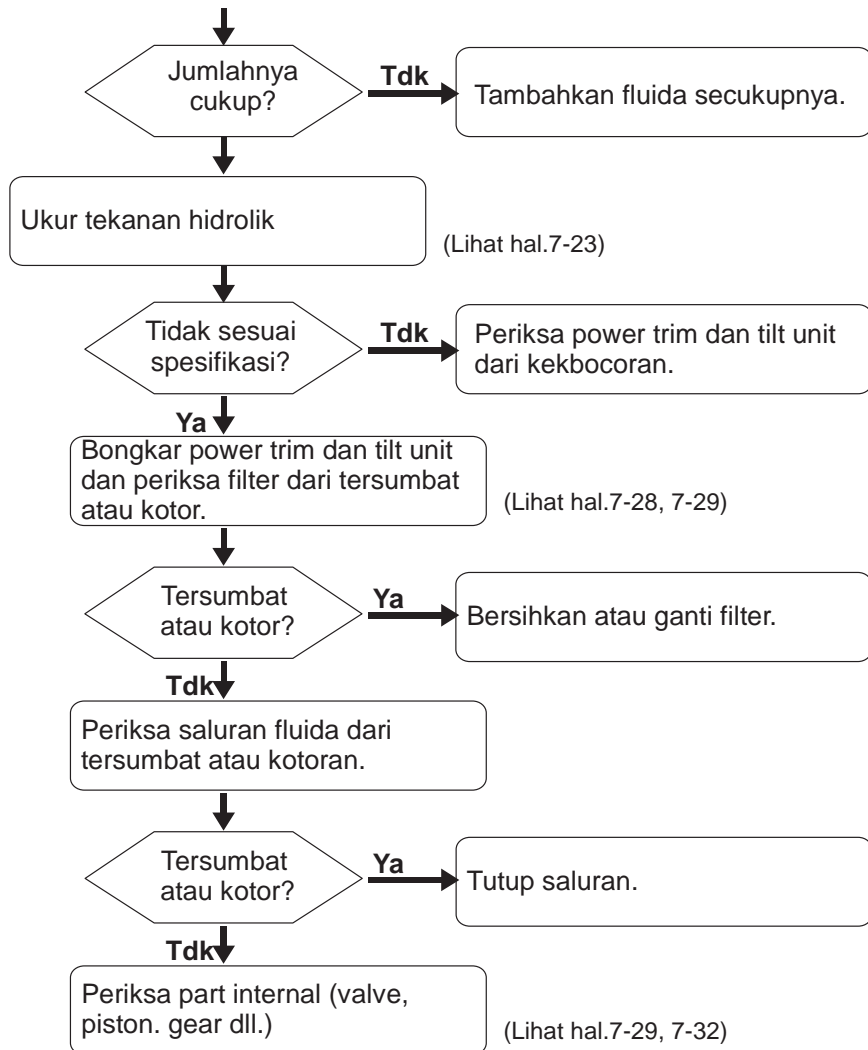 Jumlahnya
cukup?
Tdk
Tambahkan fluida secukupnya.
Ukur tekanan hidrolik
(Lihat hal.7-23)
Tidak sesuai
spesifikasi?
Tdk
Periksa power trim dan tilt unit
dari kekbocoran.
Ya
Bongkar power trim dan tilt unit
dan periksa filter dari tersumbat
atau kotor.
(Lihat hal.7-28, 7-29)
Tersumbat
atau kotor?
Ya
Bersihkan atau ganti filter.
Tdk
Periksa saluran fluida dari
tersumbat atau kotoran.
Tersumbat
atau kotor?
Ya
Tutup saluran.
Tdk
Periksa part internal (valve,
piston. gear dll.)
(Lihat hal.7-29, 7-32)